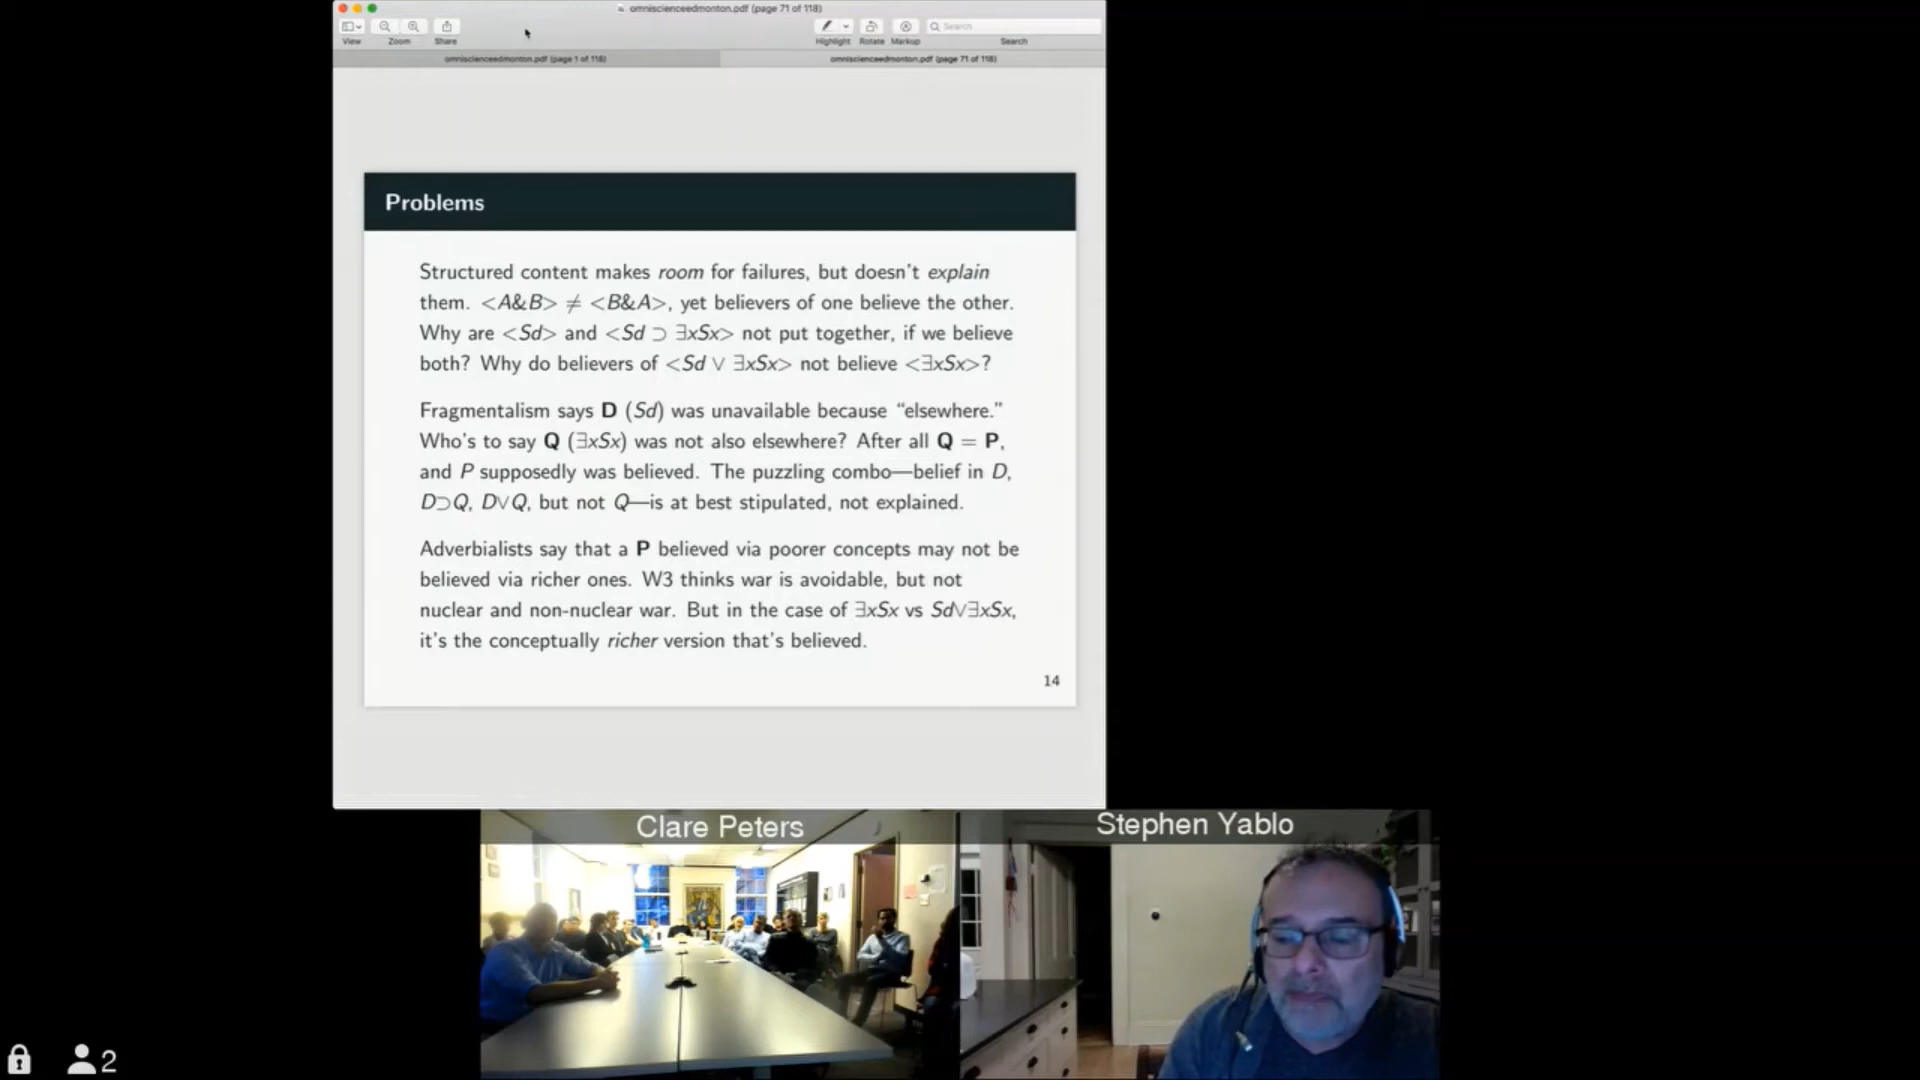 omniscienceedmonton.pdf (page 71 of 118)
View Zoom Share Highlight Rotate Markup Search
Search
omniscienceedmonton.pdf (page 1 of 118) omniscienceedmonton.pdf (page 71 of 118)
Problems
Structured content makes room for failures, but doesn't explain
them. <A&B> ≠ <B&A>, yet believers of one believe the other.
Why are <Sd> and <Sd ⊃ ∃xSx> not put together, if we believe
both? Why do believers of <Sd ∨ ∃xSx> not believe <∃xSx>?
Fragmentalism says D (Sd) was unavailable because “elsewhere.”
Who's to say Q (∃xSx) was not also elsewhere? After all Q = P,
and P supposedly was believed. The puzzling combo—belief in D,
D⊃Q, D∨Q, but not Q—is at best stipulated, not explained.
Adverbialists say that a P believed via poorer concepts may not be
believed via richer ones. W3 thinks war is avoidable, but not
nuclear and non-nuclear war. But in the case of ∃xSx vs Sd∨∃xSx,
it's the conceptually richer version that's believed.
14
Clare Peters
Stephen Yablo
2